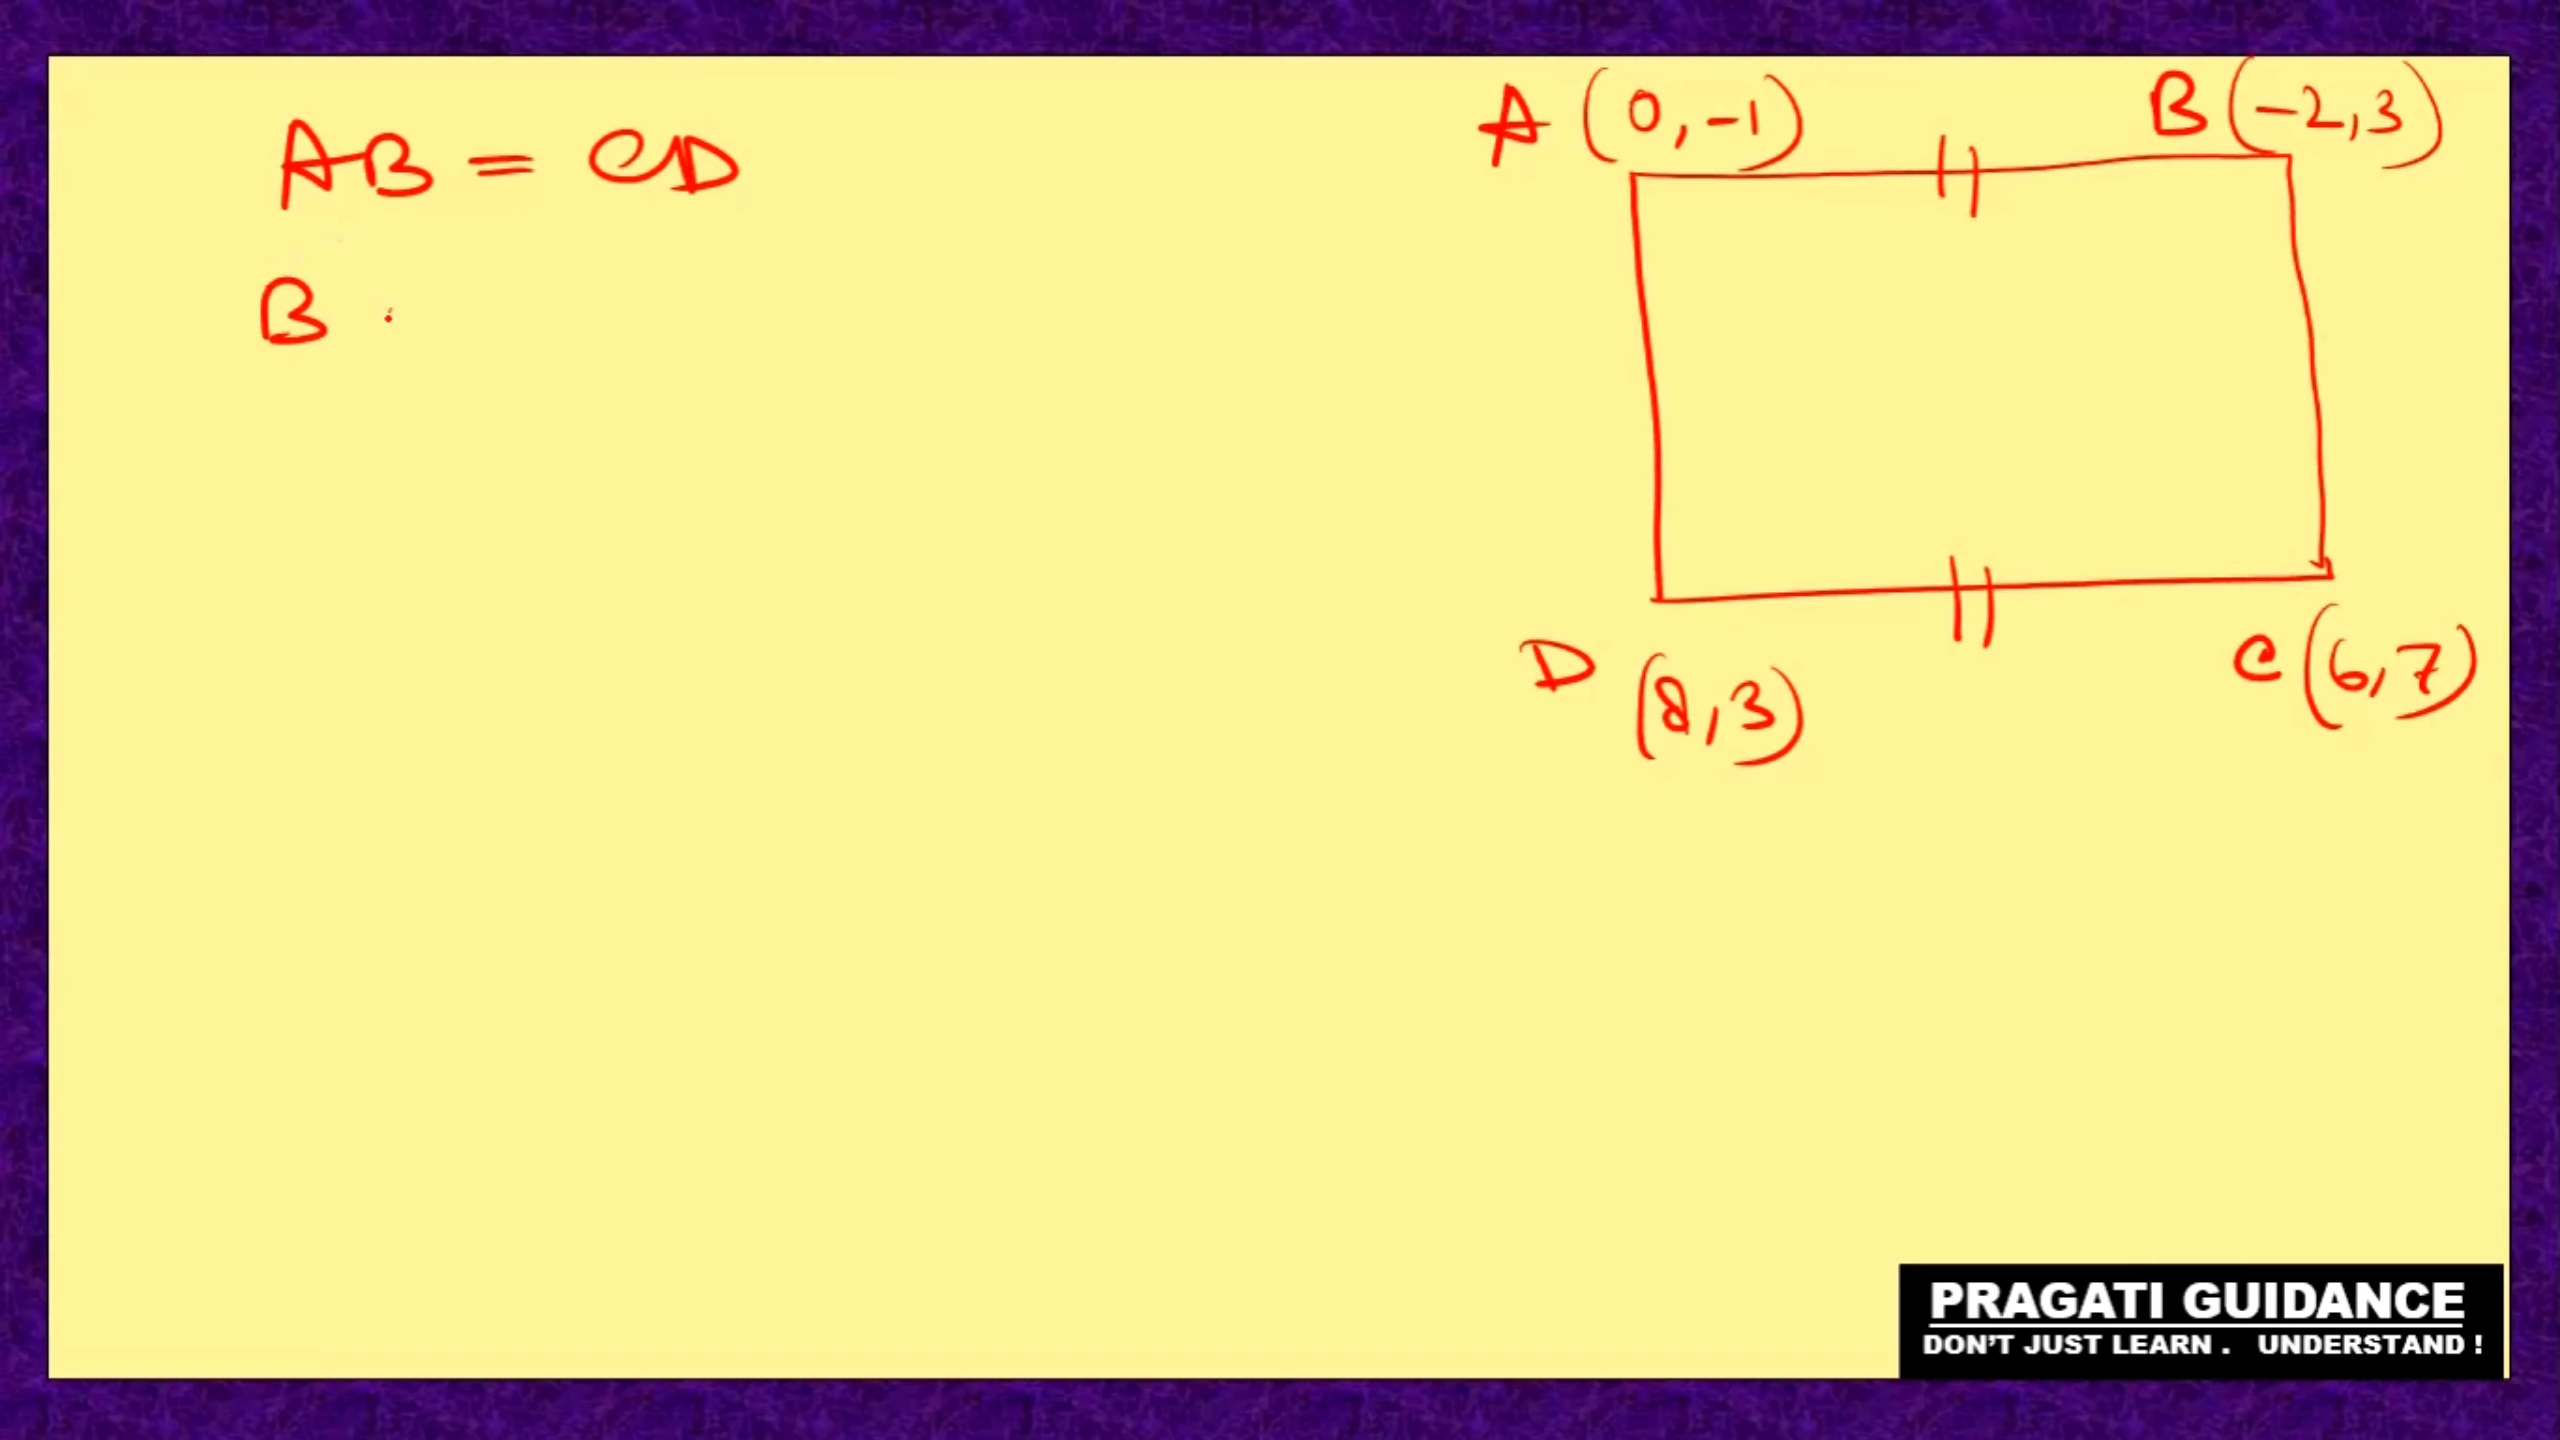 AB = CD
B
A (0,-1)
B (-2,3)
D (8,3)
C (6,7)
PRAGATI GUIDANCE
DON'T JUST LEARN . UNDERSTAND !